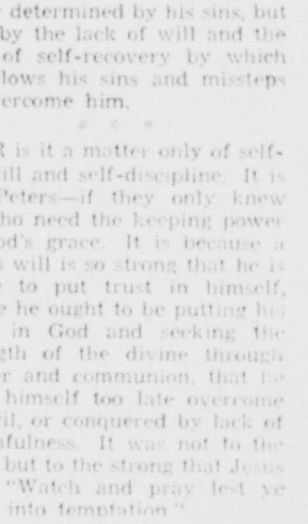 determined by his sins, but
by the lack of will and the
of self-recovery by which
lows his sins and missteps
ercome him.
* * *
R is it a matter only of self-
ill and self-discipline. It is
Peters—if they only knew
ho need the keeping power
od's grace. It is because a
s will is so strong that he is
e to put trust in himself,
e he ought to be putting his
in God and seeking the
gth of the divine through
er and communion, that he
himself too late overcome
vil, or conquered by lack of
hfulness. It was not to the
but to the strong that Jesus
"Watch and pray lest ye
into temptation."